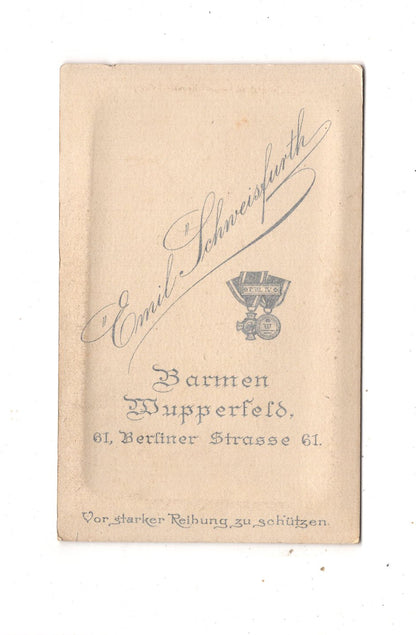 Emil Schweisfurth
Barmen
Wupperfeld,
61, Berliner Strasse 61.
Vor starker Reibung zu schützen.